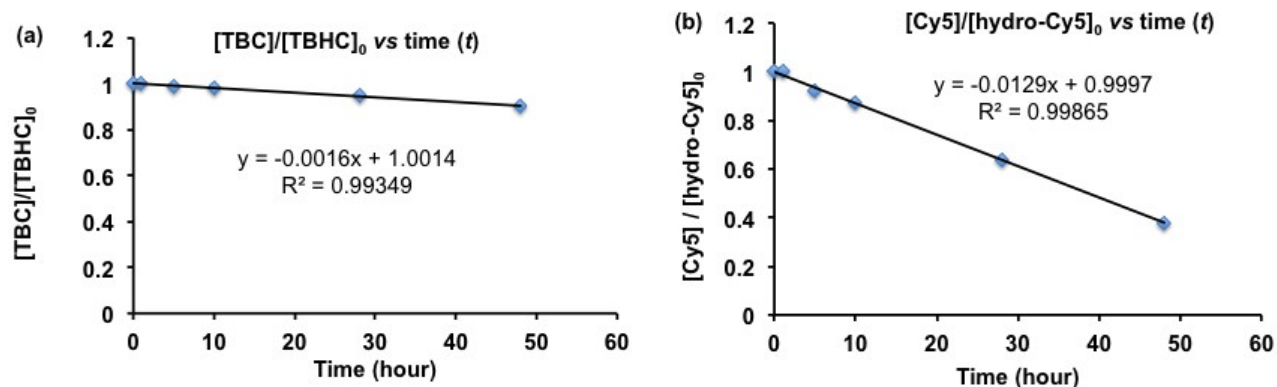 (a)
[TBC]/[TBHC]₀ vs time (t)
[TBC]/[TBHC]₀
1.2
1
0.8
0.6
0.4
0.2
0
y = -0.0016x + 1.0014
R² = 0.99349
0 10 20 30 40 50 60
Time (hour)
(b)
[Cy5]/[hydro-Cy5]₀ vs time (t)
[Cy5] / [hydro-Cy5]₀
1.2
1
0.8
0.6
0.4
0.2
0
y = -0.0129x + 0.9997
R² = 0.99865
0 10 20 30 40 50 60
Time (hour)